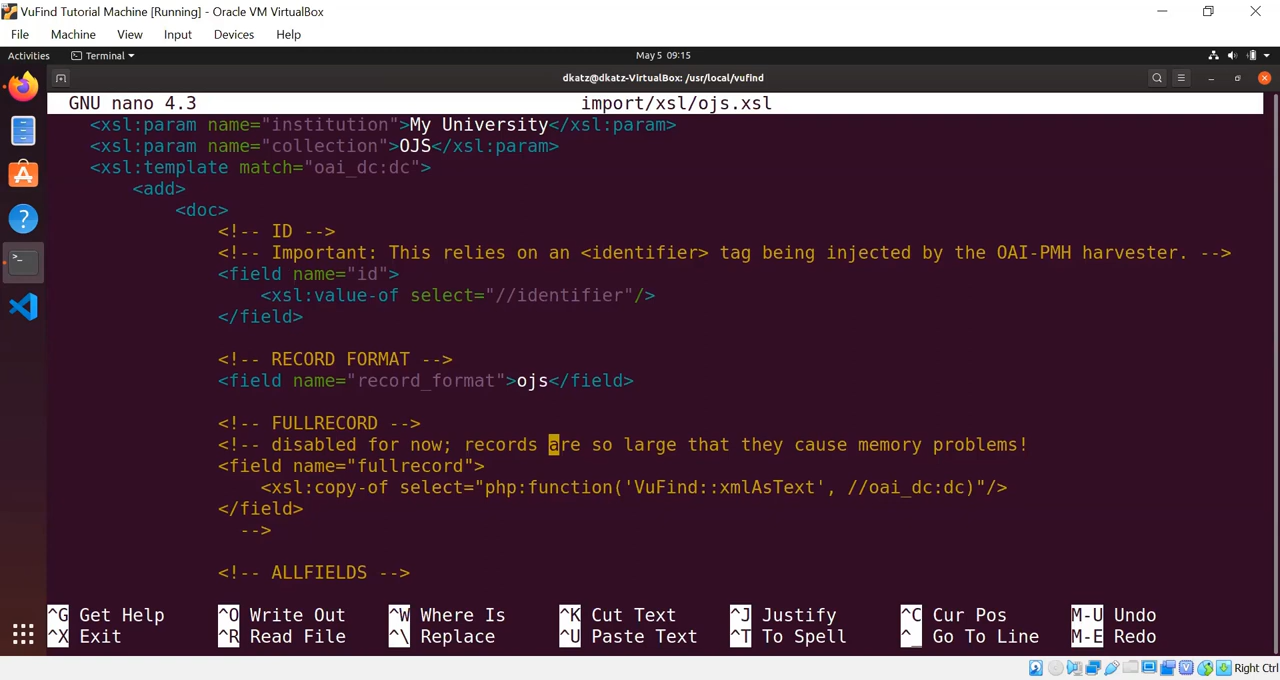 VuFind Tutorial Machine [Running] - Oracle VM VirtualBox
File Machine View Input Devices Help
Activities Terminal May 5 09:15
dkatz@dkatz-VirtualBox: /usr/local/vufind
GNU nano 4.3 import/xsl/ojs.xsl
<xsl:param name="institution">My University</xsl:param>
<xsl:param name="collection">OJS</xsl:param>
<xsl:template match="oai_dc:dc">
<add>
<doc>
<!-- ID -->
<!-- Important: This relies on an <identifier> tag being injected by the OAI-PMH harvester. -->
<field name="id">
<xsl:value-of select="//identifier"/>
</field>
<!-- RECORD FORMAT -->
<field name="record_format">ojs</field>
<!-- FULLRECORD -->
<!-- disabled for now; records are so large that they cause memory problems!
<field name="fullrecord">
<xsl:copy-of select="php:function('VuFind::xmlAsText', //oai_dc:dc)"/>
</field>
-->
<!-- ALLFIELDS -->
^G Get Help ^O Write Out ^W Where Is ^K Cut Text ^J Justify ^C Cur Pos M-U Undo
^X Exit ^R Read File ^\ Replace ^U Paste Text ^T To Spell ^_ Go To Line M-E Redo
Right Ctrl